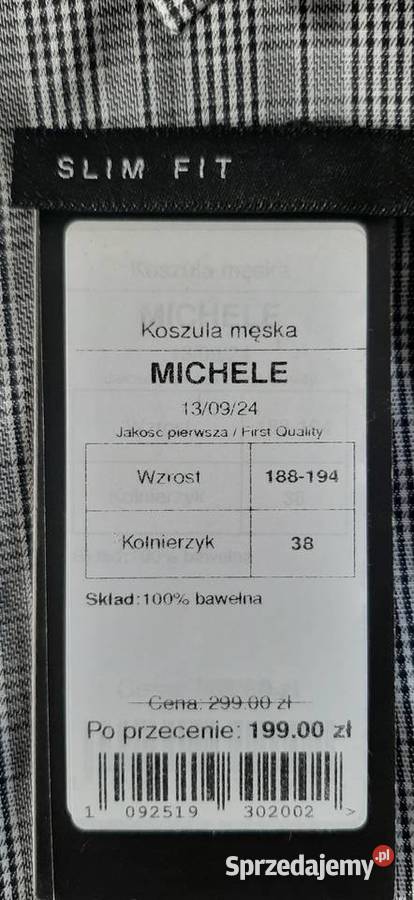 SLIM FIT
Koszula męska
MICHELE
13/09/24
Jakość pierwsza / First Quality
Wzrost 188-194
Kołnierzyk 38
Skład:100% bawełna
Cena: 299.00 zł
Po przecenie: 199.00 zł
1 092519 302002 >
Sprzedajemy.pl